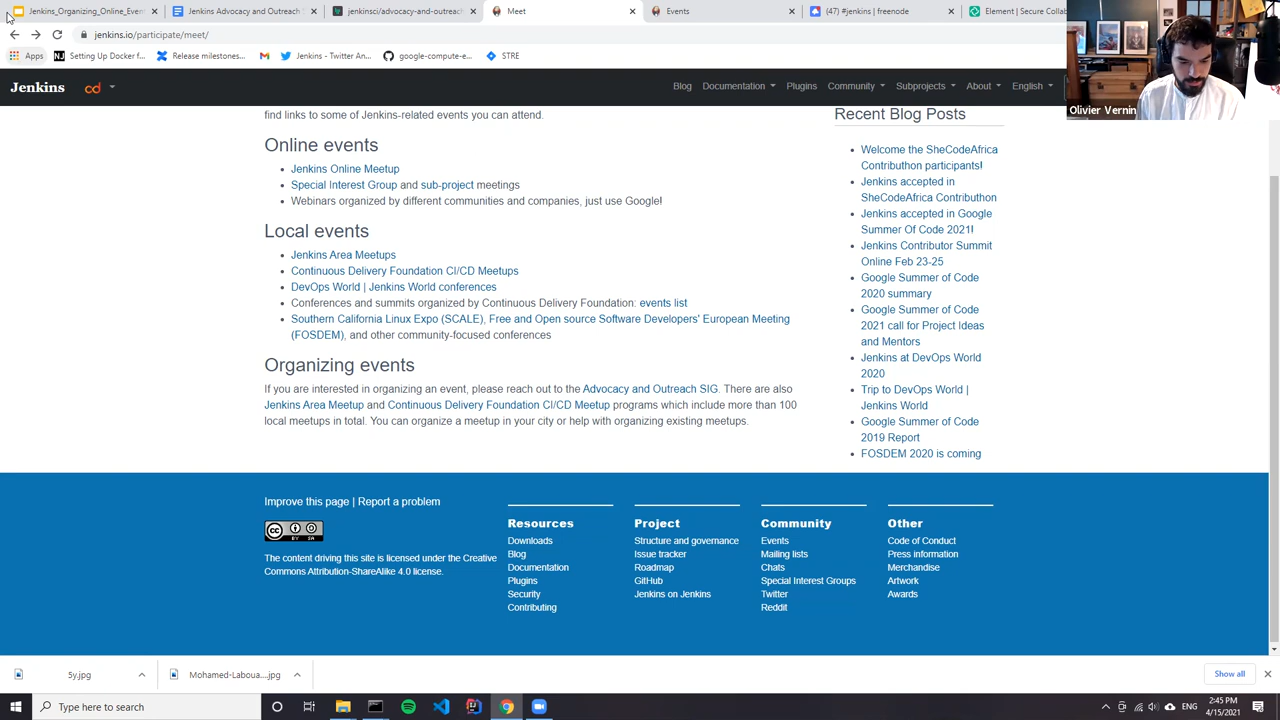 Jenkins_Organizing_Online_Even
Jenkins Advocacy and Outreach S
jenkinsci/advocacy-and-outreach
Meet
Events
(47) #jenkins | freenode
Element | Secure Collab
jenkins.io/participate/meet/
Apps
Setting Up Docker f...
Release milestones...
Jenkins - Twitter An...
google-compute-e...
STRE
Jenkins
cd
Blog
Documentation
Plugins
Community
Subprojects
About
English
Olivier Vernin
find links to some of Jenkins-related events you can attend.
Online events
Jenkins Online Meetup
Special Interest Group and sub-project meetings
Webinars organized by different communities and companies, just use Google!
Local events
Jenkins Area Meetups
Continuous Delivery Foundation CI/CD Meetups
DevOps World | Jenkins World conferences
Conferences and summits organized by Continuous Delivery Foundation: events list
Southern California Linux Expo (SCALE), Free and Open source Software Developers' European Meeting
(FOSDEM), and other community-focused conferences
Organizing events
If you are interested in organizing an event, please reach out to the Advocacy and Outreach SIG. There are also
Jenkins Area Meetup and Continuous Delivery Foundation CI/CD Meetup programs which include more than 100
local meetups in total. You can organize a meetup in your city or help with organizing existing meetups.
Recent Blog Posts
Welcome the SheCodeAfrica
Contributhon participants!
Jenkins accepted in
SheCodeAfrica Contributhon
Jenkins accepted in Google
Summer Of Code 2021!
Jenkins Contributor Summit
Online Feb 23-25
Google Summer of Code
2020 summary
Google Summer of Code
2021 call for Project Ideas
and Mentors
Jenkins at DevOps World
2020
Trip to DevOps World |
Jenkins World
Google Summer of Code
2019 Report
FOSDEM 2020 is coming
Improve this page | Report a problem
CC BY SA
The content driving this site is licensed under the Creative
Commons Attribution-ShareAlike 4.0 license.
Resources
Downloads
Blog
Documentation
Plugins
Security
Contributing
Project
Structure and governance
Issue tracker
Roadmap
GitHub
Jenkins on Jenkins
Community
Events
Mailing lists
Chats
Special Interest Groups
Twitter
Reddit
Other
Code of Conduct
Press information
Merchandise
Artwork
Awards
5y.jpg
Mohamed-Laboua....jpg
Show all
Type here to search
ENG
2:45 PM
4/15/2021